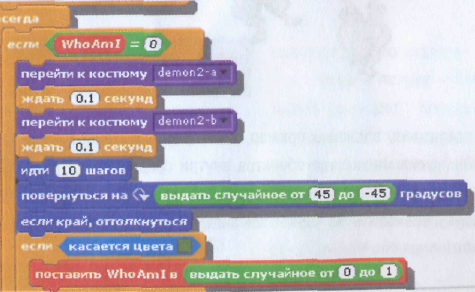 всегда
если WhoAmI = 0
перейти к костюму demon2-a
ждать 0.1 секунд
перейти к костюму demon2-b
ждать 0.1 секунд
идти 10 шагов
повернуться на выдать случайное от 45 до -45 градусов
если край, оттолкнуться
если касается цвета
поставить WhoAmI в выдать случайное от 0 до 1